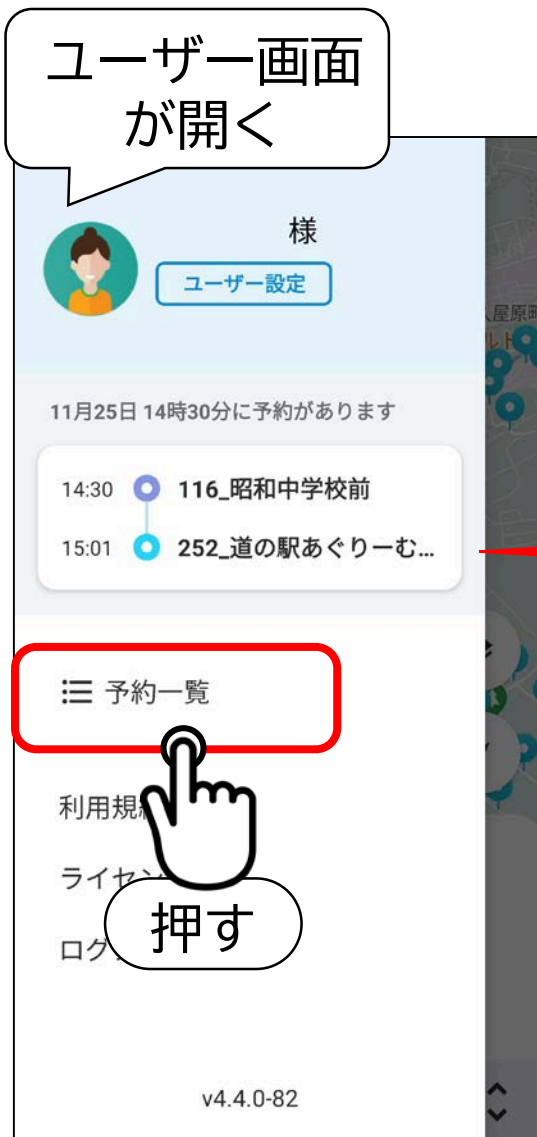 ユーザー画面
が開く
様
ユーザー設定
11月25日 14時30分に予約があります
14:30 116_昭和中学校前
15:01 252_道の駅あぐりーむ...
予約一覧
利用規
ライセン
押す
ログ
v4.4.0-82
屋原町